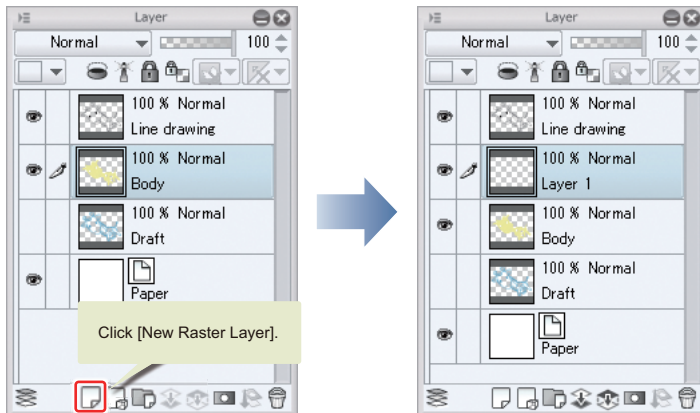 Layer
Normal 100
100 % Normal
Line drawing
100 % Normal
Body
100 % Normal
Draft
Paper
Click [New Raster Layer].
Layer
Normal 100
100 % Normal
Line drawing
100 % Normal
Layer 1
100 % Normal
Body
100 % Normal
Draft
Paper